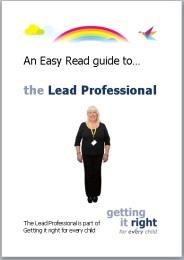 An Easy Read guide to...
the Lead Professional
The Lead Professional is part of
Getting it right for every child
getting
it right
for every child